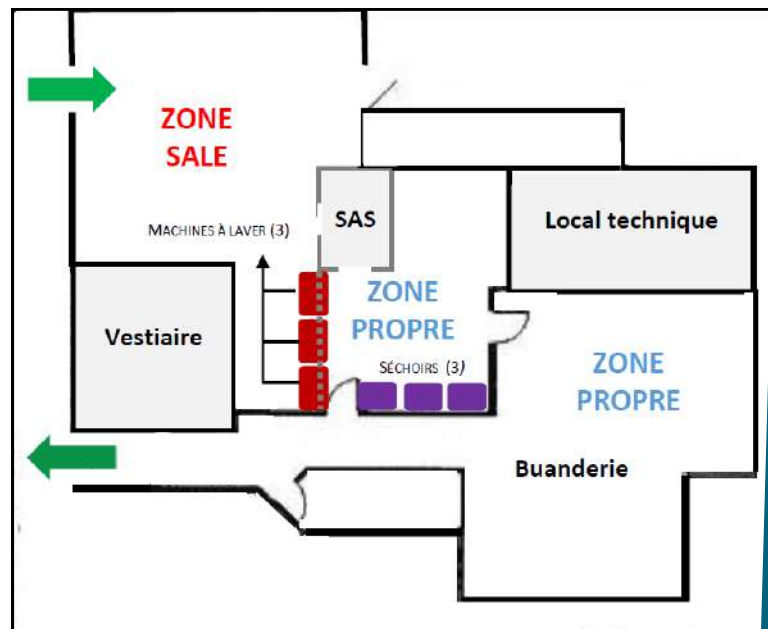 ZONE
SALE
SAS
Local technique
MACHINES À LAVER (3)
ZONE
PROPRE
Vestiaire
SÉCHOIRS (3)
ZONE
PROPRE
Buanderie